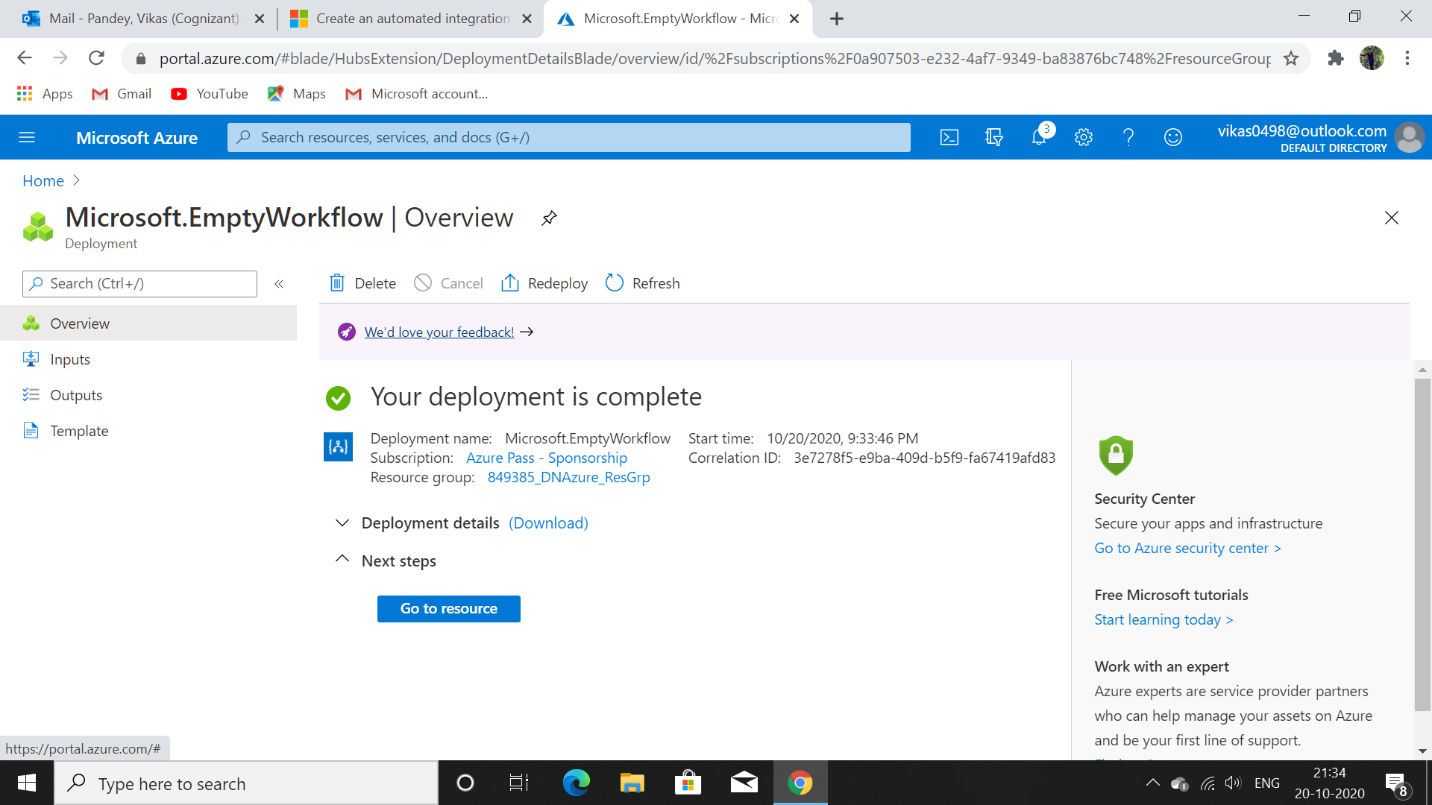 Mail - Pandey, Vikas (Cognizant)
Create an automated integration
Microsoft.EmptyWorkflow - Micr
portal.azure.com/#blade/HubsExtension/DeploymentDetailsBlade/overview/id/%2Fsubscriptions%2F0a907503-e232-4af7-9349-ba83876bc748%2FresourceGroup
Apps Gmail YouTube Maps Microsoft account...
Microsoft Azure
Search resources, services, and docs (G+/)
3
vikas0498@outlook.com
DEFAULT DIRECTORY
Home >
Microsoft.EmptyWorkflow | Overview
Deployment
Search (Ctrl+/)
«
Overview
Inputs
Outputs
Template
Delete Cancel Redeploy Refresh
We'd love your feedback! →
Your deployment is complete
Deployment name: Microsoft.EmptyWorkflow
Subscription: Azure Pass - Sponsorship
Resource group: 849385_DNAzure_ResGrp
Start time: 10/20/2020, 9:33:46 PM
Correlation ID: 3e7278f5-e9ba-409d-b5f9-fa67419afd83
Deployment details (Download)
Next steps
Go to resource
Security Center
Secure your apps and infrastructure
Go to Azure security center >
Free Microsoft tutorials
Start learning today >
Work with an expert
Azure experts are service provider partners
who can help manage your assets on Azure
and be your first line of support.
https://portal.azure.com/#
Type here to search
ENG
21:34
20-10-2020
8